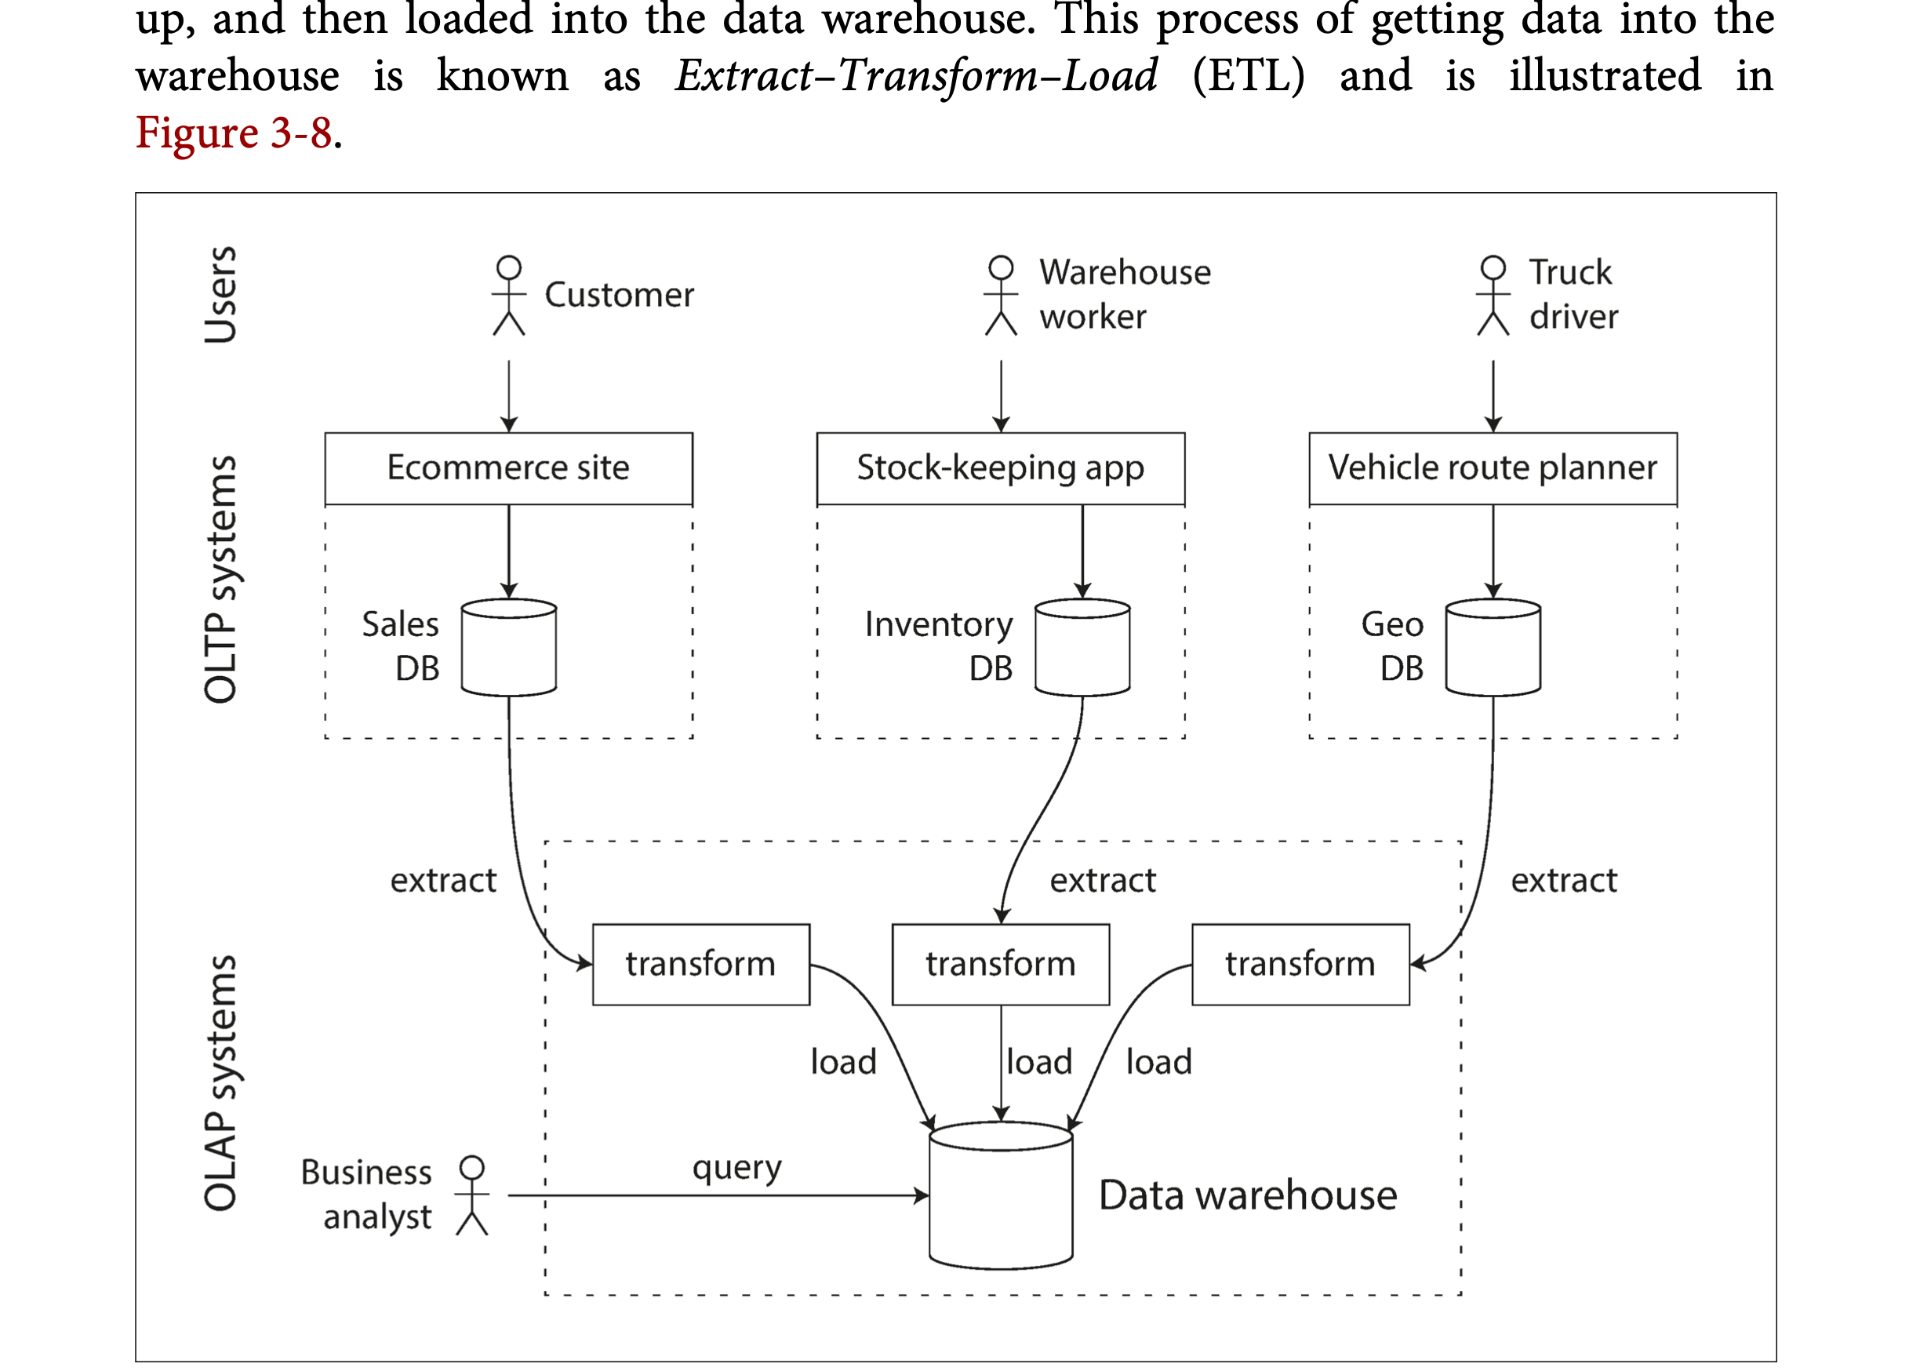 up, and then loaded into the data warehouse. This process of getting data into the
warehouse is known as Extract–Transform–Load (ETL) and is illustrated in
Figure 3-8.
Users
Customer
Warehouse
worker
Truck
driver
OLTP systems
Ecommerce site
Stock-keeping app
Vehicle route planner
Sales
DB
Inventory
DB
Geo
DB
OLAP systems
extract
extract
extract
transform
transform
transform
load
load
load
Business
analyst
query
Data warehouse